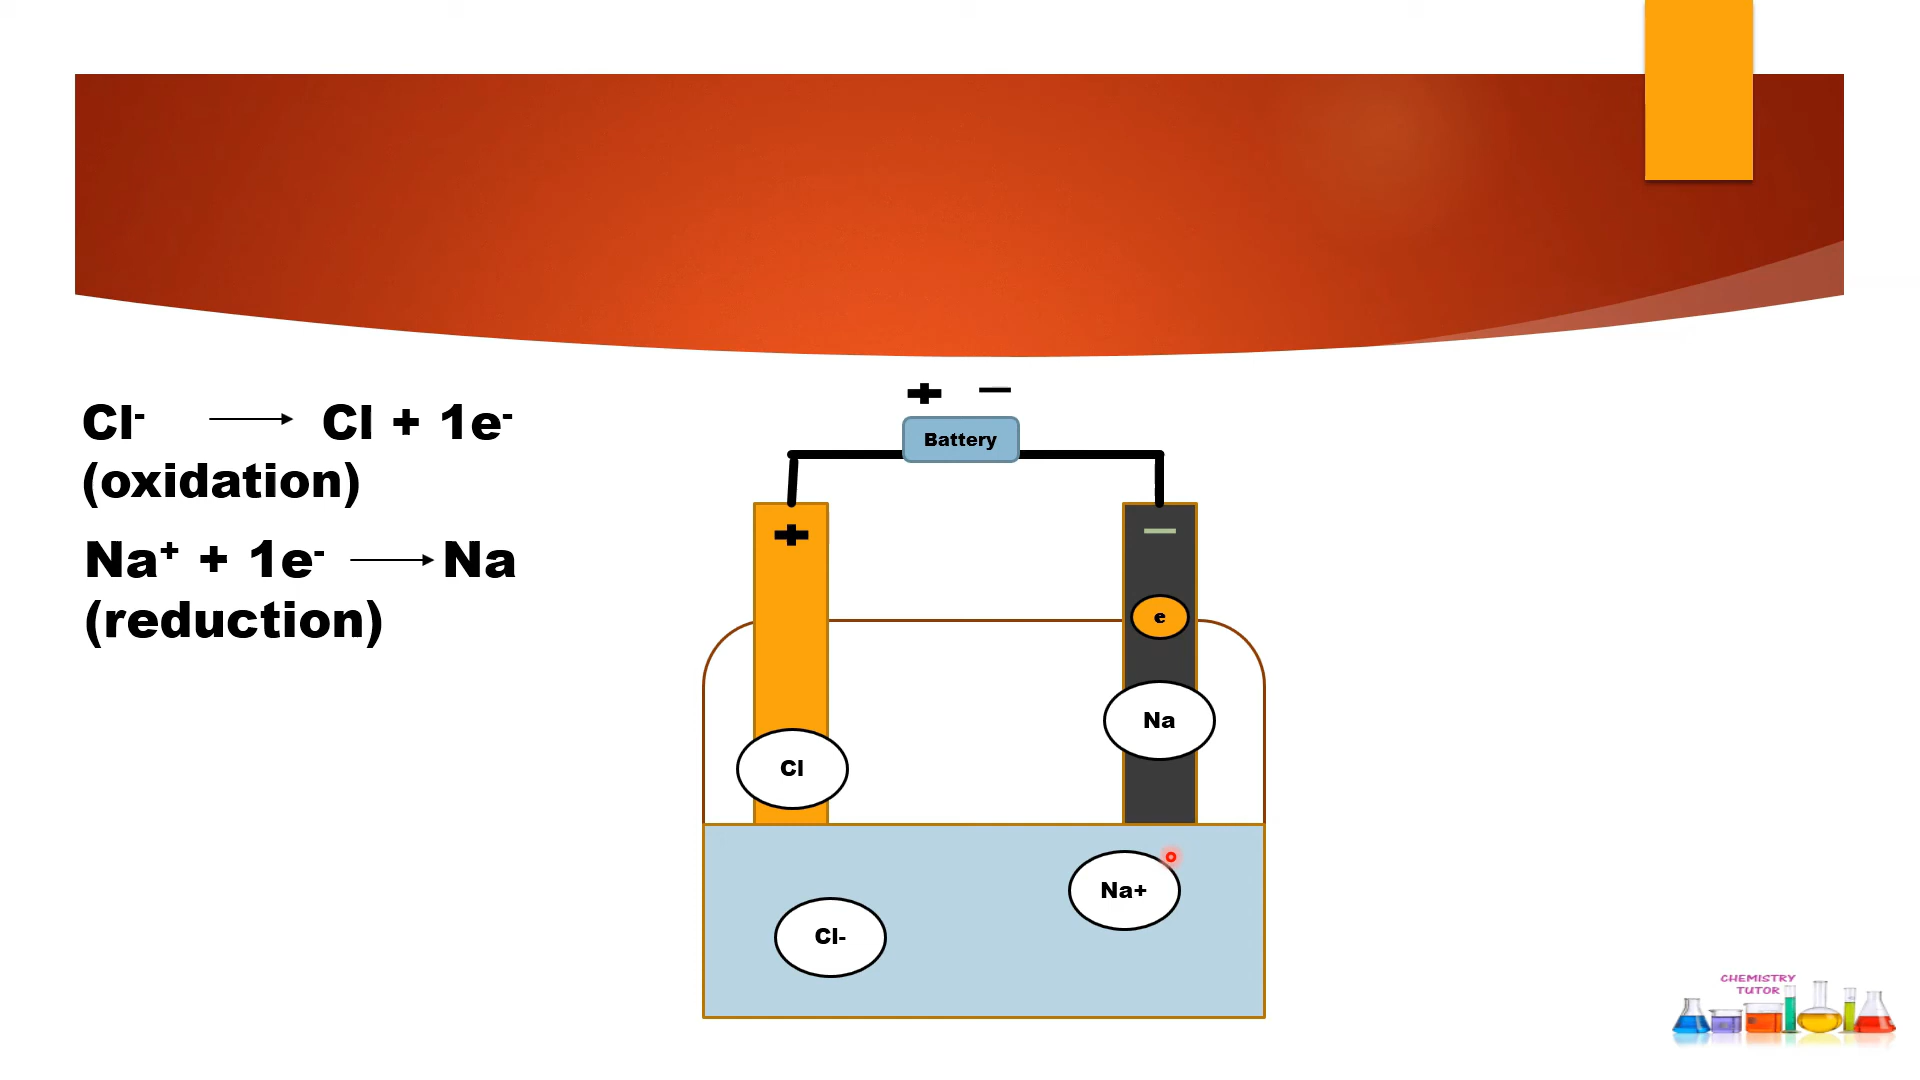 Cl⁻ → Cl + 1e⁻
(oxidation)
Na⁺ + 1e⁻ → Na
(reduction)
+ −
Battery
+ −
e
Na
Cl
Na+
Cl-
CHEMISTRY
TUTOR